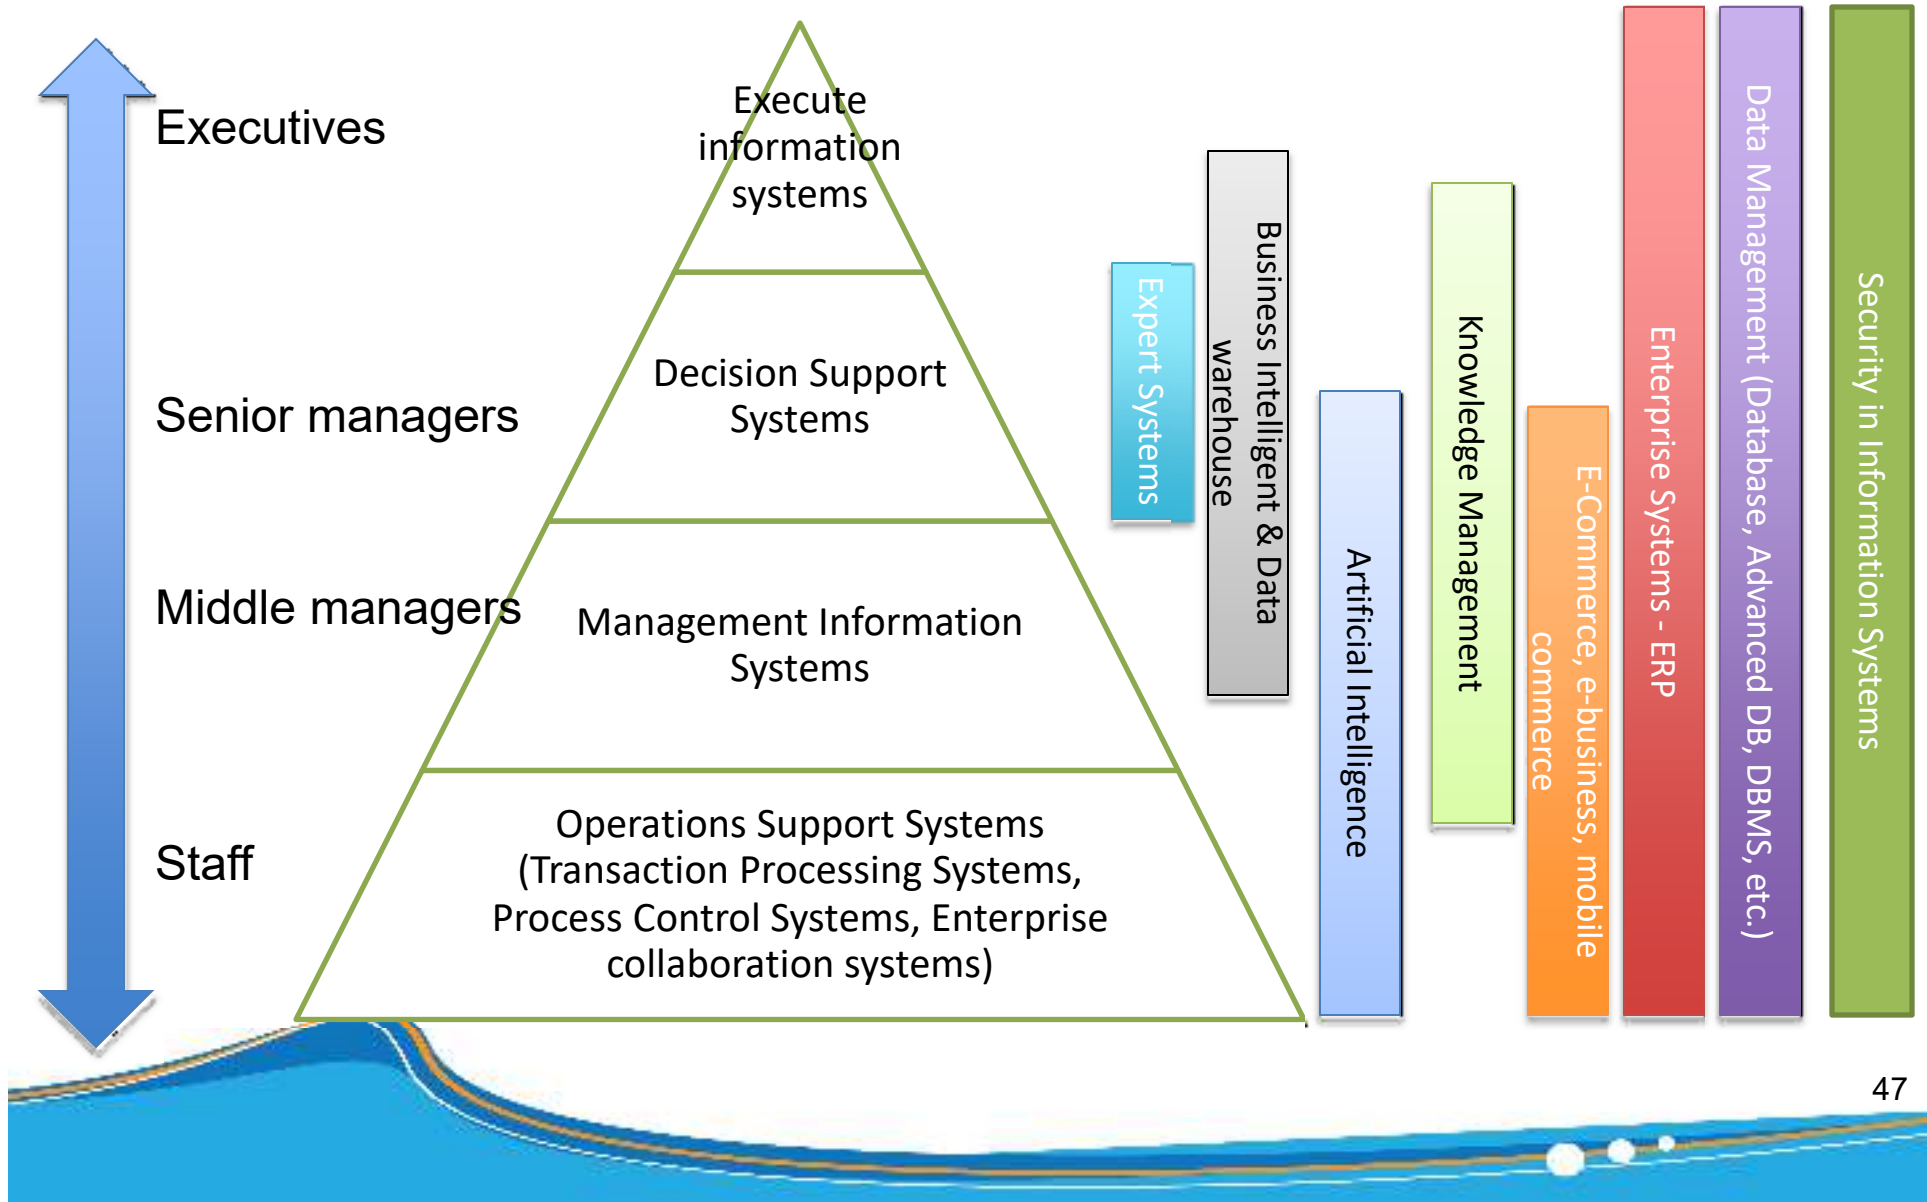 Executives
Execute
information
systems
Senior managers
Decision Support
Systems
Middle managers
Management Information
Systems
Staff
Operations Support Systems
(Transaction Processing Systems,
Process Control Systems, Enterprise
collaboration systems)
Expert Systems
Business Intelligent & Data
warehouse
Artificial Intelligence
Knowledge Management
E-Commerce, e-business, mobile
commerce
Enterprise Systems - ERP
Data Management (Database, Advanced DB, DBMS, etc.)
Security in Information Systems
47